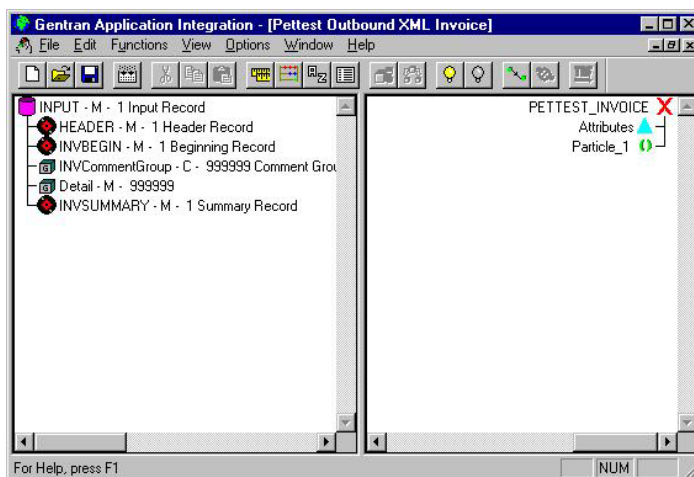 Gentran Application Integration - [Pettest Outbound XML Invoice]
File Edit Functions View Options Window Help
INPUT - M - 1 Input Record
HEADER - M - 1 Header Record
INVBEGIN - M - 1 Beginning Record
INVCommentGroup - C - 999999 Comment Grou
Detail - M - 999999
INVSUMMARY - M - 1 Summary Record
PETTEST_INVOICE
Attributes
Particle_1
For Help, press F1
NUM